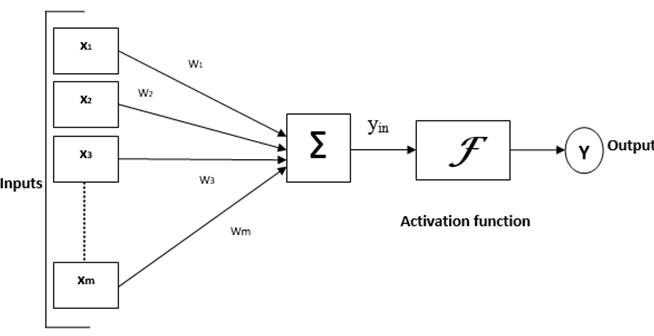 Inputs
X1
X2
X3
Xm
W1
W2
W3
Wm
Σ
yin
ℱ
Activation function
Y
Output